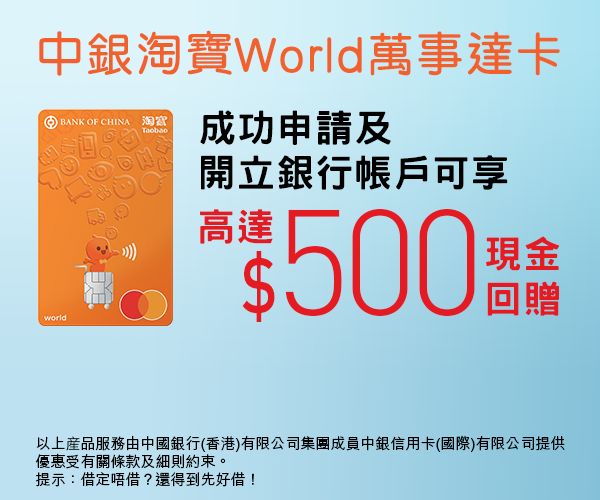 中銀淘寶World萬事達卡
BANK OF CHINA
淘宝
Taobao
world
成功申請及
開立銀行帳戶可享
高達
$500
現金
回贈
以上產品服務由中國銀行(香港)有限公司集團成員中銀信用卡(國際)有限公司提供
優惠受有關條款及細則約束。
提示：借定唔借？還得到先好借！